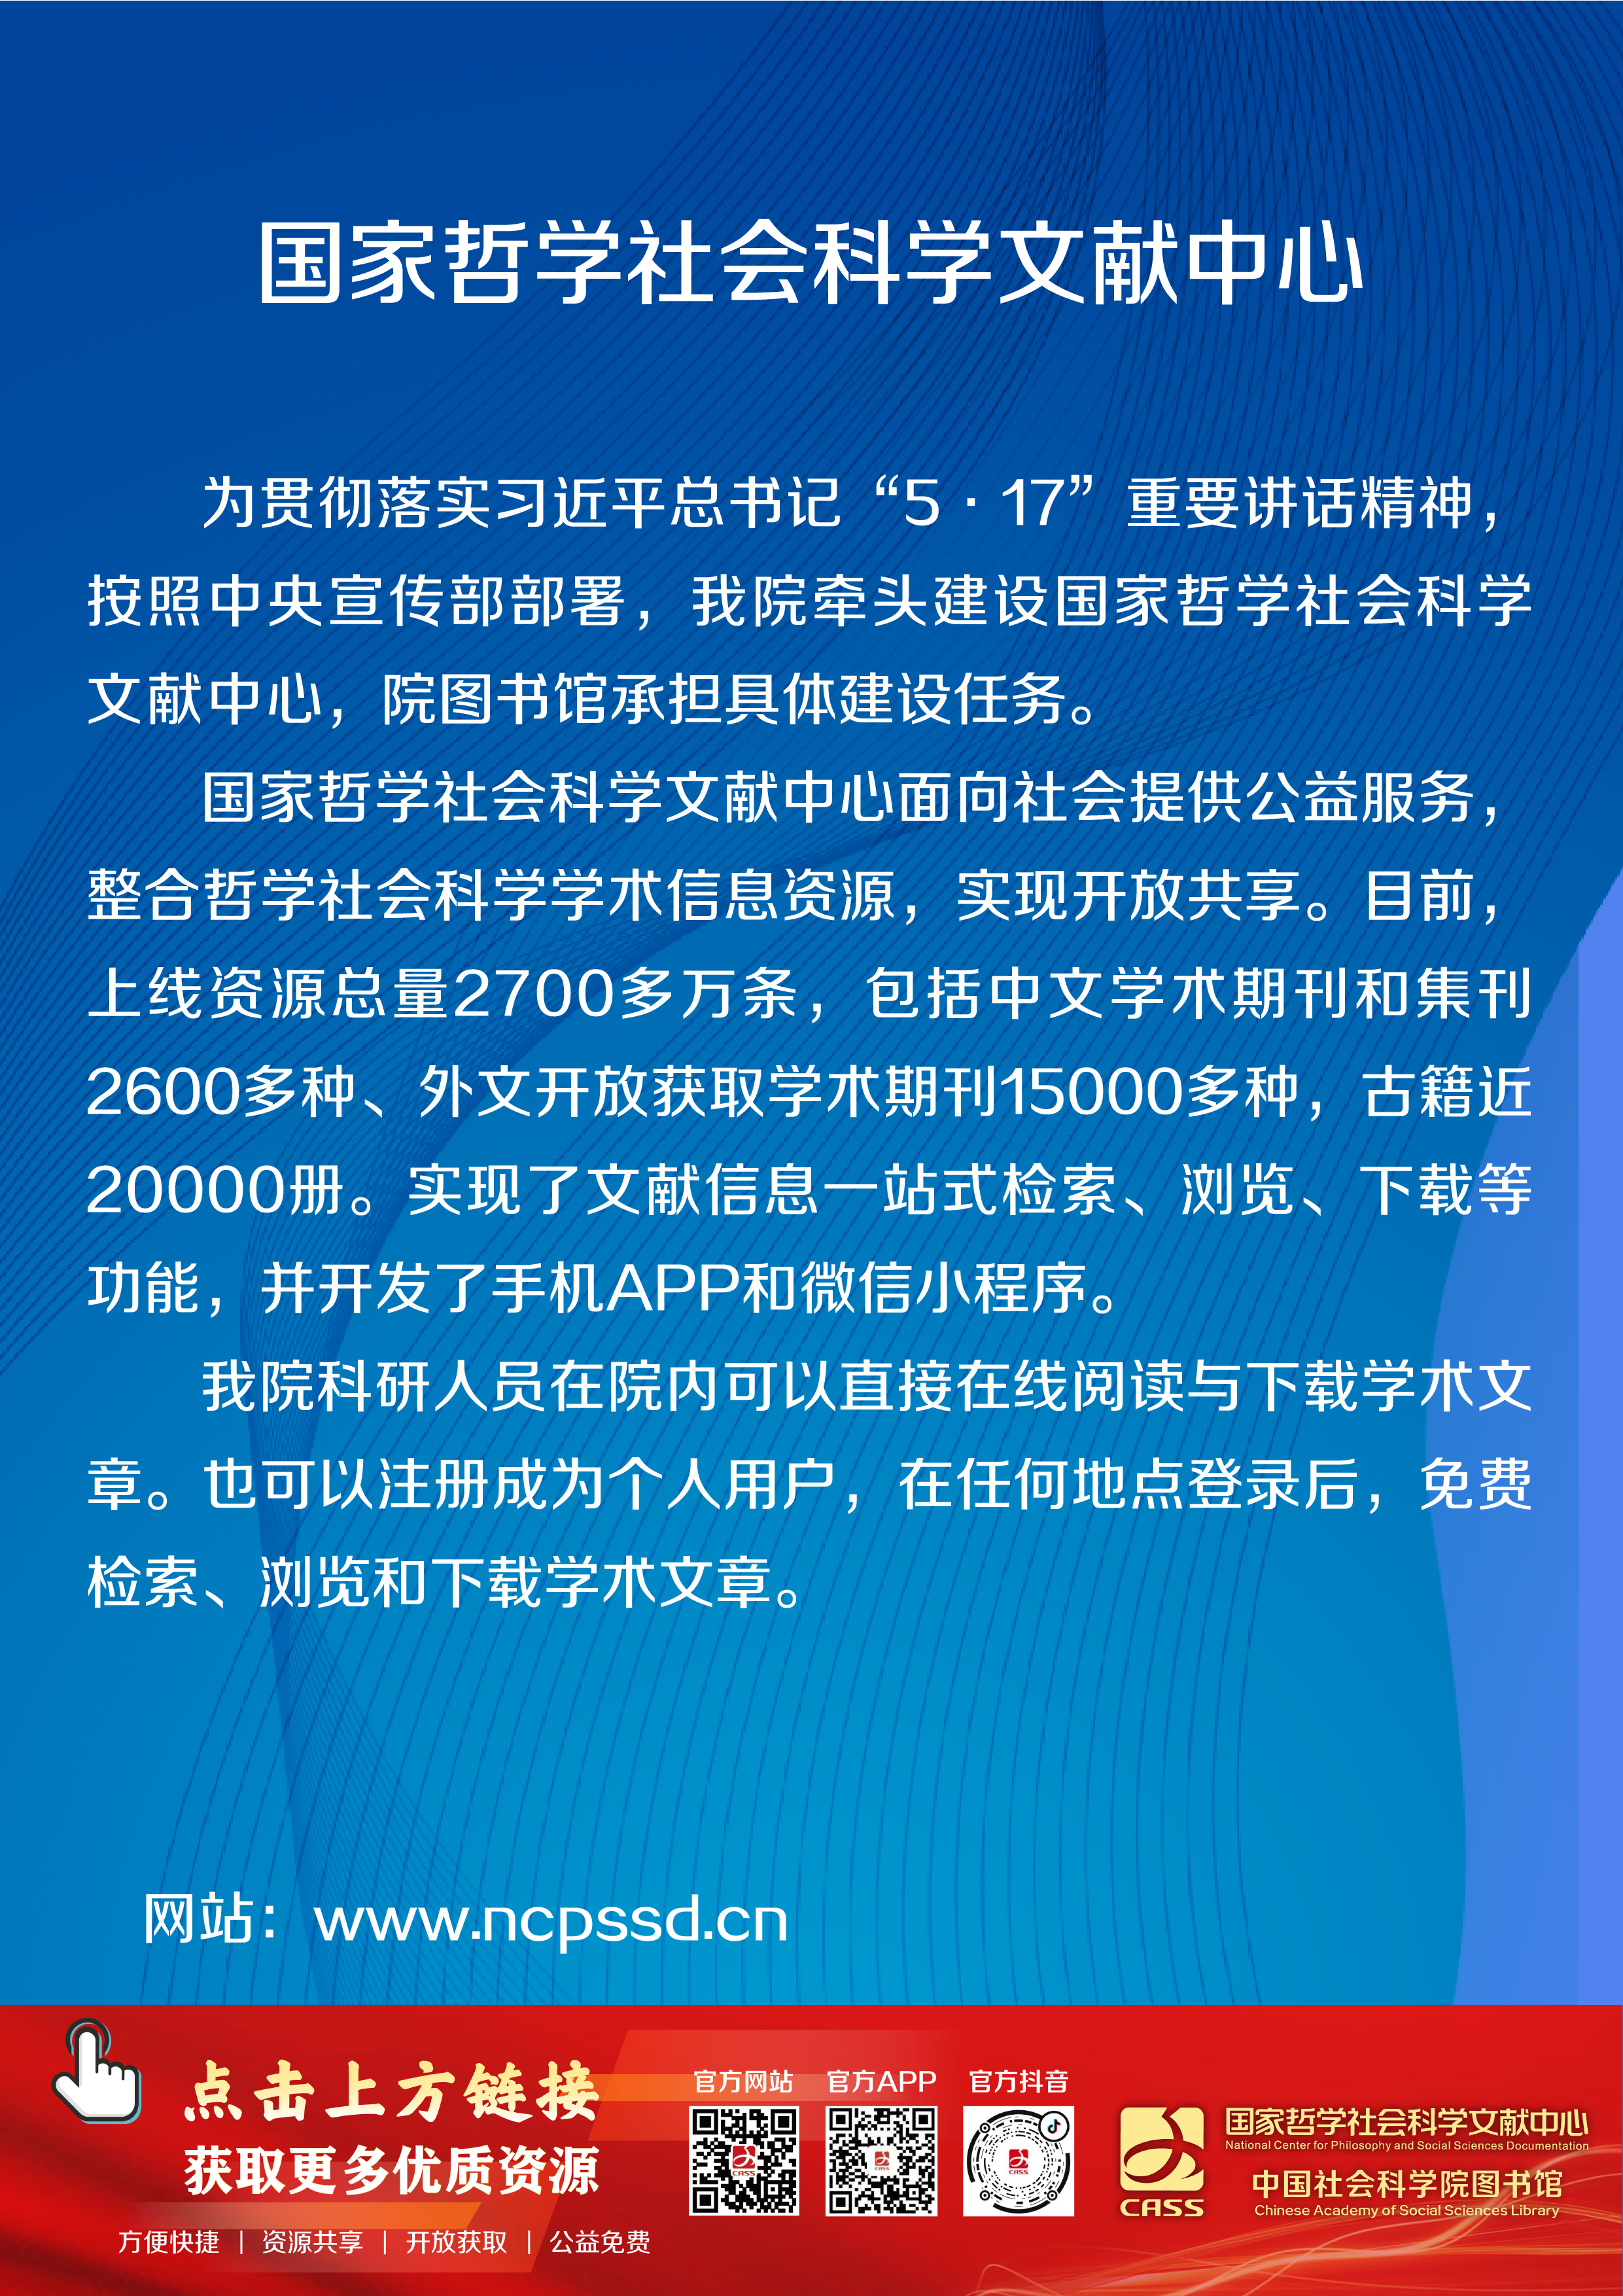 国家哲学社会科学文献中心
为贯彻落实习近平总书记“5·17”重要讲话精神，
按照中央宣传部部署，我院牵头建设国家哲学社会科学
文献中心，院图书馆承担具体建设任务。
国家哲学社会科学文献中心面向社会提供公益服务，
整合哲学社会科学学术信息资源，实现开放共享。目前，
上线资源总量2700多万条，包括中文学术期刊和集刊
2600多种、外文开放获取学术期刊15000多种，古籍近
20000册。实现了文献信息一站式检索、浏览、下载等
功能，并开发了手机APP和微信小程序。
我院科研人员在院内可以直接在线阅读与下载学术文
章。也可以注册成为个人用户，在任何地点登录后，免费
检索、浏览和下载学术文章。
网站：www.ncpssd.cn
点击上方链接
获取更多优质资源
方便快捷 | 资源共享 | 开放获取 | 公益免费
官方网站 官方APP 官方抖音
CASS
CASS
CASS
CASS
国家哲学社会科学文献中心
National Center for Philosophy and Social Sciences Documentation
中国社会科学院图书馆
Chinese Academy of Social Sciences Library